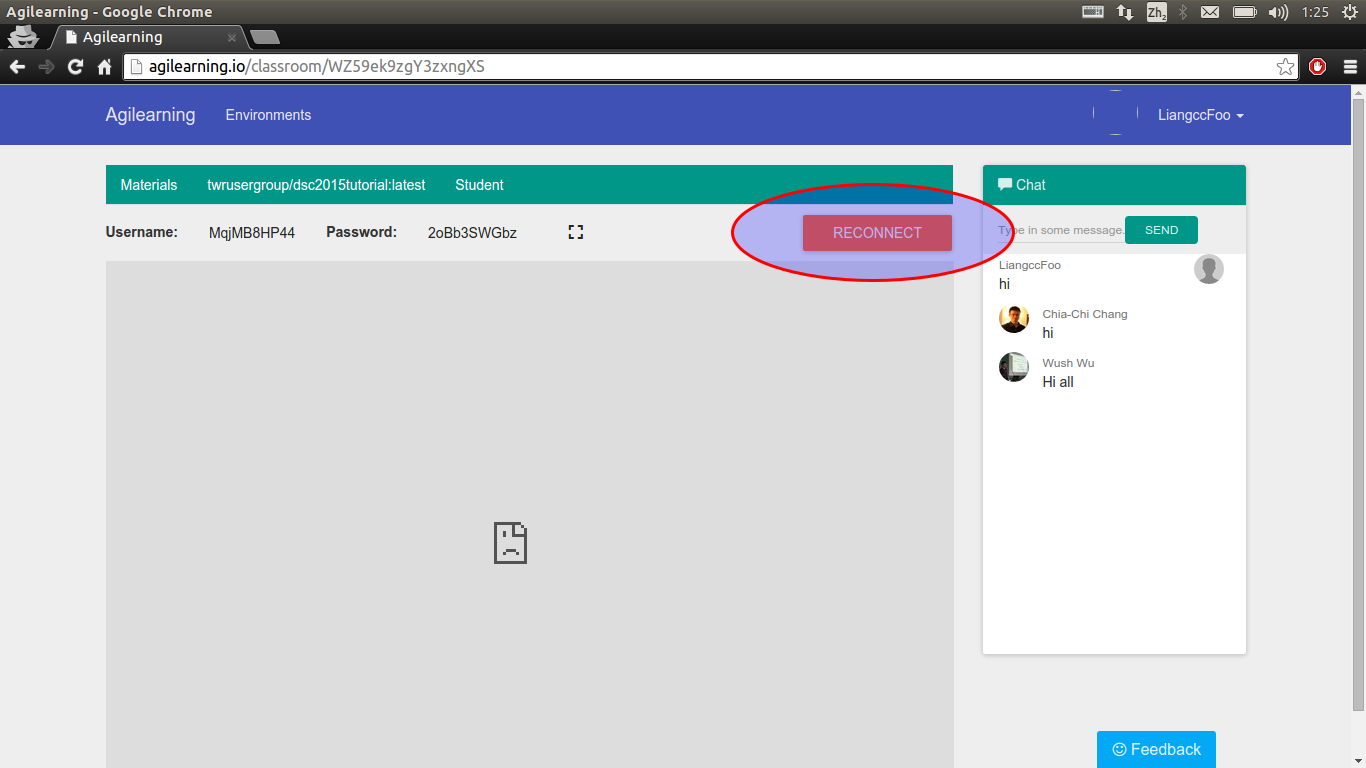 Agilearning - Google Chrome
Zh2
1:25
Agilearning
agilearning.io/classroom/WZ59ek9zgY3zxngXS
Agilearning Environments LiangccFoo
Materials twrusergroup/dsc2015tutorial:latest Student
Username: MqjMB8HP44 Password: 2oBb3SWGbz RECONNECT
Chat
Type in some message. SEND
LiangccFoo
hi
Chia-Chi Chang
hi
Wush Wu
Hi all
Feedback